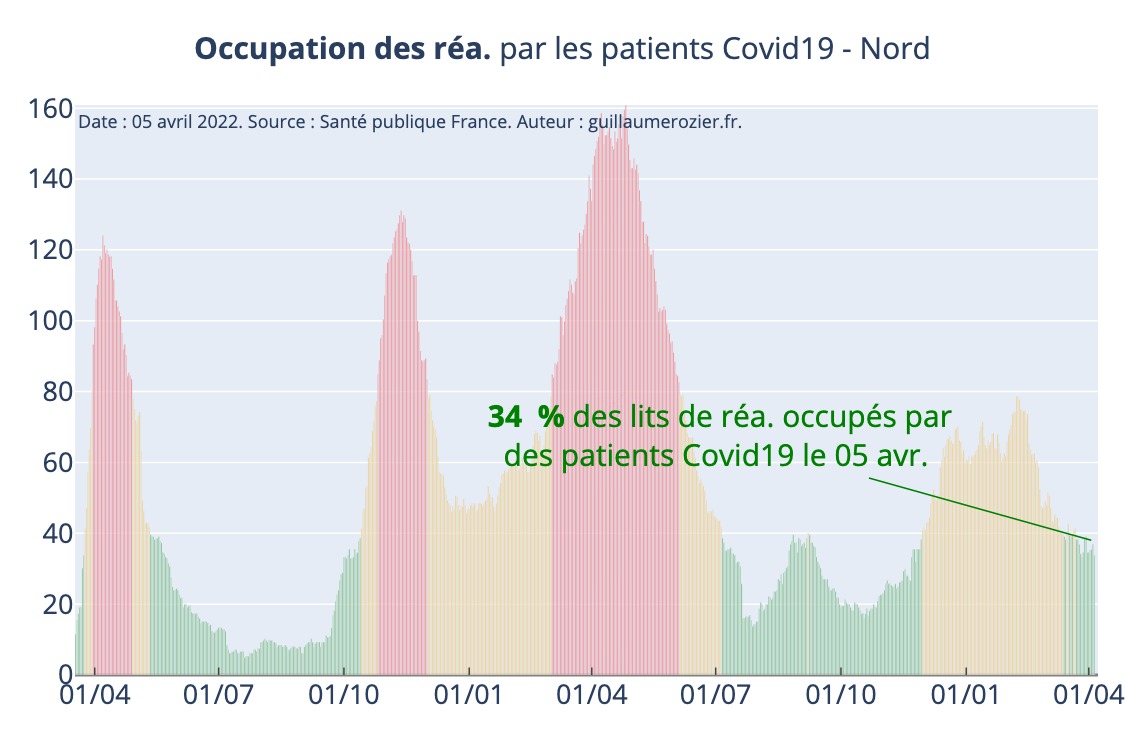 Occupation des réa. par les patients Covid19 - Nord
160
Date : 05 avril 2022. Source : Santé publique France. Auteur : guillaumerozier.fr.
140
120
100
80
34 % des lits de réa. occupés par
des patients Covid19 le 05 avr.
60
40
20
0
01/04 01/07 01/10 01/01 01/04 01/07 01/10 01/01 01/04